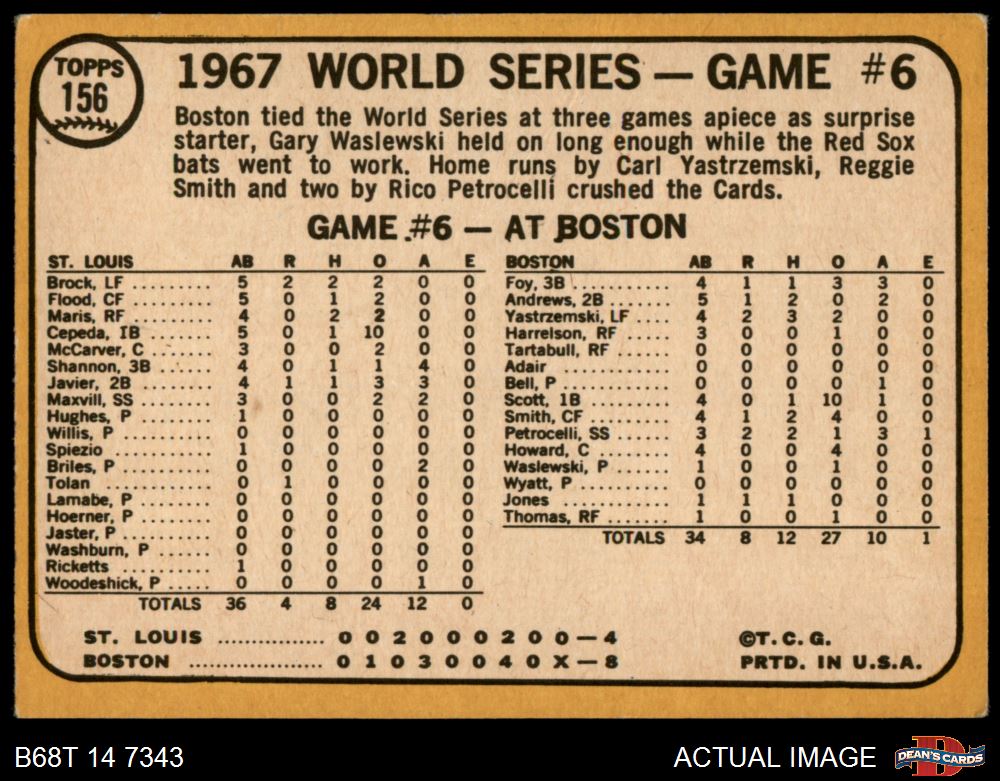 TOPPS
156
1967 WORLD SERIES — GAME #6
Boston tied the World Series at three games apiece as surprise
starter, Gary Waslewski held on long enough while the Red Sox
bats went to work. Home runs by Carl Yastrzemski, Reggie
Smith and two by Rico Petrocelli crushed the Cards.
GAME #6 — AT BOSTON
ST. LOUIS AB R H O A E
Brock, LF ......... 5 2 2 2 0 0
Flood, CF ......... 5 0 1 2 0 0
Maris, RF ......... 4 0 2 2 0 0
Cepeda, 1B ........ 5 0 1 10 0 0
McCarver, C ....... 3 0 0 2 0 0
Shannon, 3B ...... 4 0 1 1 4 0
Javier, 2B ........ 4 1 1 3 3 0
Maxvill, SS ....... 3 0 0 2 2 0
Hughes, P ........ 1 0 0 0 0 0
Willis, P .......... 0 0 0 0 0 0
Spiezio ........... 1 0 0 0 0 0
Briles, P .......... 0 0 0 0 2 0
Tolan ............. 0 1 0 0 0 0
Lamabe, P ........ 0 0 0 0 0 0
Hoerner, P ........ 0 0 0 0 0 0
Jaster, P .......... 0 0 0 0 0 0
Washburn, P ...... 0 0 0 0 0 0
Ricketts .......... 1 0 0 0 0 0
Woodeshick, P ..... 0 0 0 0 1 0
TOTALS 36 4 8 24 12 0
BOSTON AB R H O A E
Foy, 3B ........... 4 1 1 3 3 0
Andrews, 2B ....... 5 1 2 0 2 0
Yastrzemski, LF .... 4 2 3 2 0 0
Harrelson, RF ...... 3 0 0 1 0 0
Tartabull, RF ...... 0 0 0 0 0 0
Adair ............. 0 0 0 0 0 0
Bell, P ............ 0 0 0 0 1 0
Scott, 1B .......... 4 0 1 10 1 0
Smith, CF ......... 4 1 2 4 0 0
Petrocelli, SS ...... 3 2 2 1 3 1
Howard, C ......... 4 0 0 4 0 0
Waslewski, P ...... 1 0 0 1 0 0
Wyatt, P .......... 0 0 0 0 0 0
Jones ............. 1 1 1 0 0 0
Thomas, RF ....... 1 0 0 1 0 0
TOTALS 34 8 12 27 10 1
ST. LOUIS ............... 0 0 2 0 0 0 2 0 0 — 4
BOSTON ................... 0 1 0 3 0 0 4 0 X — 8
©T. C. G.
PRTD. IN U.S.A.
B68T 14 7343
ACTUAL IMAGE
DEAN'S CARDS